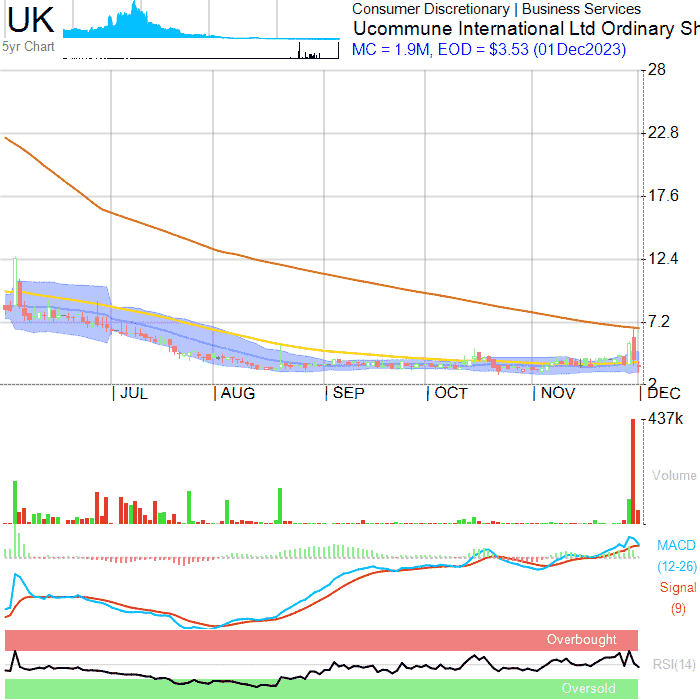 UK
5yr Chart
Consumer Discretionary | Business Services
Ucommune International Ltd Ordinary Sh
MC = 1.9M, EOD = $3.53 (01Dec2023)
28
22.8
17.6
12.4
7.2
2
JUL AUG SEP OCT NOV DEC
437k
Volume
MACD
(12-26)
Signal
(9)
Overbought
RSI(14)
Oversold